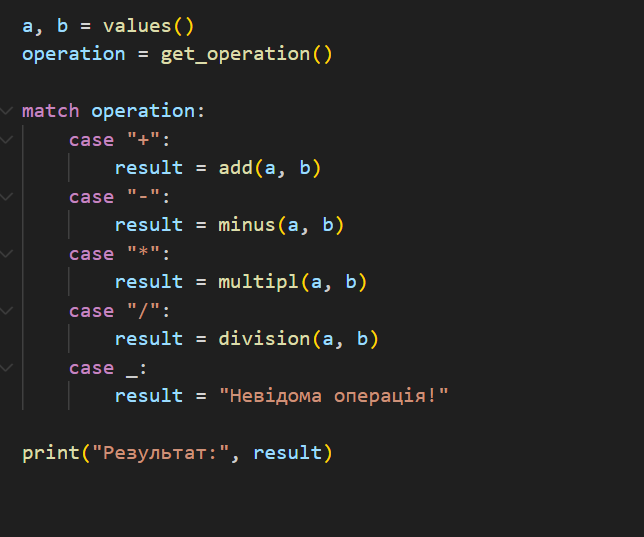 a, b = values()
operation = get_operation()
match operation:
case "+":
result = add(a, b)
case "-":
result = minus(a, b)
case "*":
result = multipl(a, b)
case "/":
result = division(a, b)
case _:
result = "Невідома операція!"
print("Результат:", result)